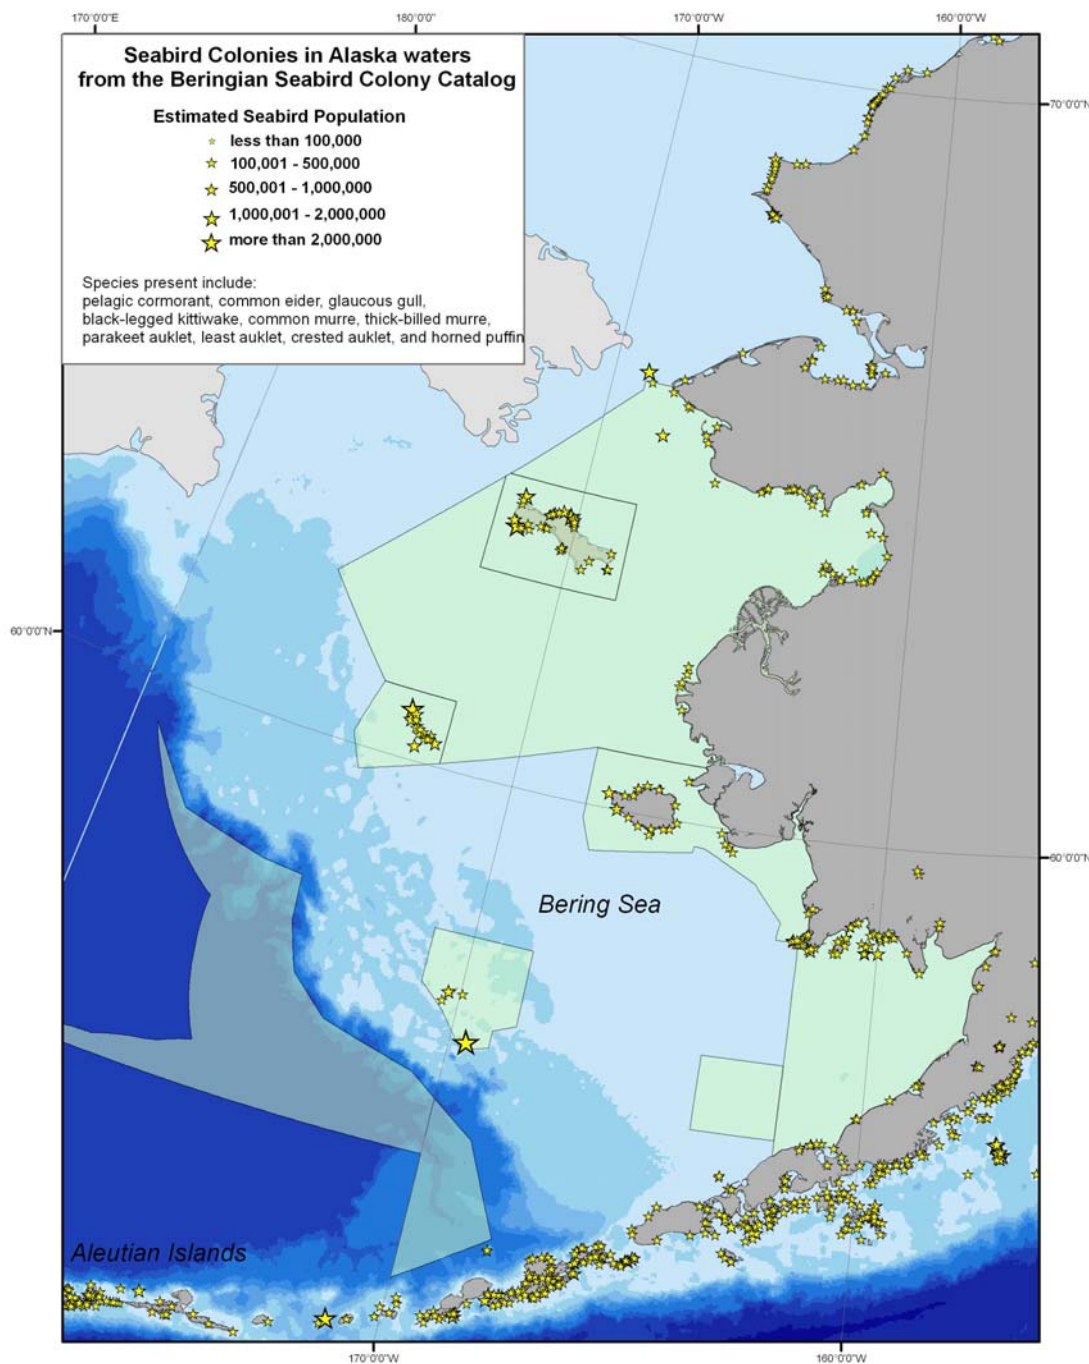 170°0'0"E
180°0'0"
170°0'0"W
160°0'0"W
Seabird Colonies in Alaska waters
from the Beringian Seabird Colony Catalog
Estimated Seabird Population
less than 100,000
100,001 - 500,000
500,001 - 1,000,000
1,000,001 - 2,000,000
more than 2,000,000
Species present include:
pelagic cormorant, common eider, glaucous gull,
black-legged kittiwake, common murre, thick-billed murre,
parakeet auklet, least auklet, crested auklet, and horned puffin
70°0'0"N
60°0'0"N
60°0'0"N
Bering Sea
Aleutian Islands
170°0'0"W
160°0'0"W